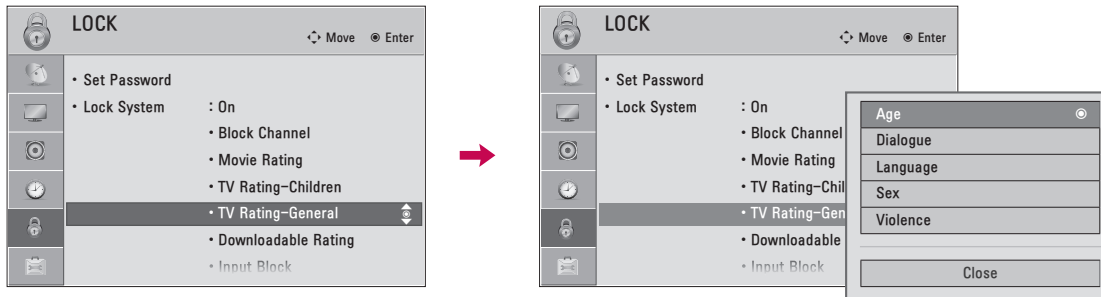 LOCK
Move Enter
• Set Password
• Lock System : On
• Block Channel
• Movie Rating
• TV Rating-Children
• TV Rating-General
• Downloadable Rating
• Input Block
LOCK
Move Enter
• Set Password
• Lock System : On
• Block Channel
• Movie Rating
• TV Rating-Chil
• TV Rating-Gen
• Downloadable
• Input Block
Age
Dialogue
Language
Sex
Violence
Close